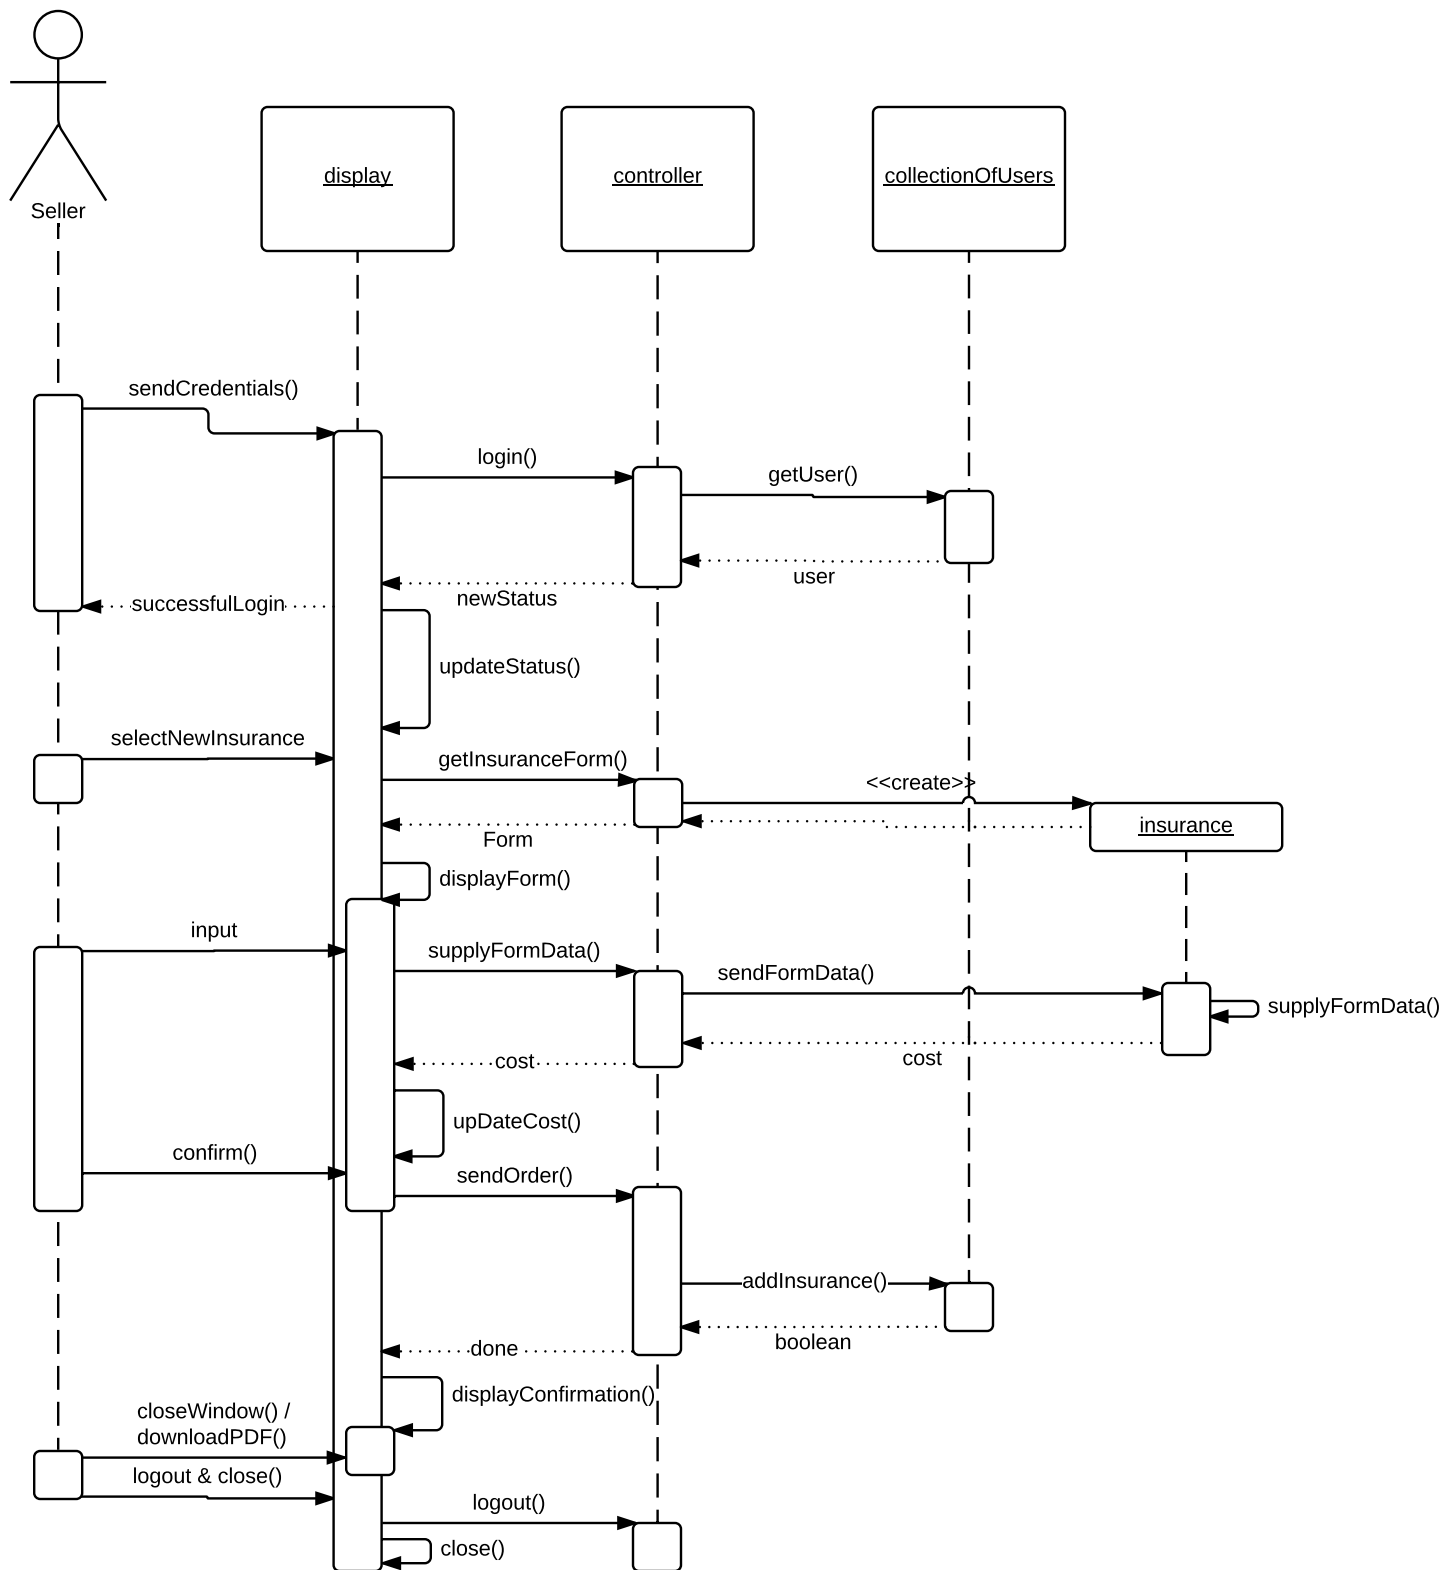 Seller
display
controller
collectionOfUsers
sendCredentials()
login()
getUser()
user
newStatus
successfulLogin
updateStatus()
selectNewInsurance
getInsuranceForm()
<<create>>
insurance
Form
displayForm()
input
supplyFormData()
sendFormData()
supplyFormData()
cost
cost
upDateCost()
confirm()
sendOrder()
addInsurance()
boolean
done
displayConfirmation()
closeWindow() /
downloadPDF()
logout & close()
logout()
close()